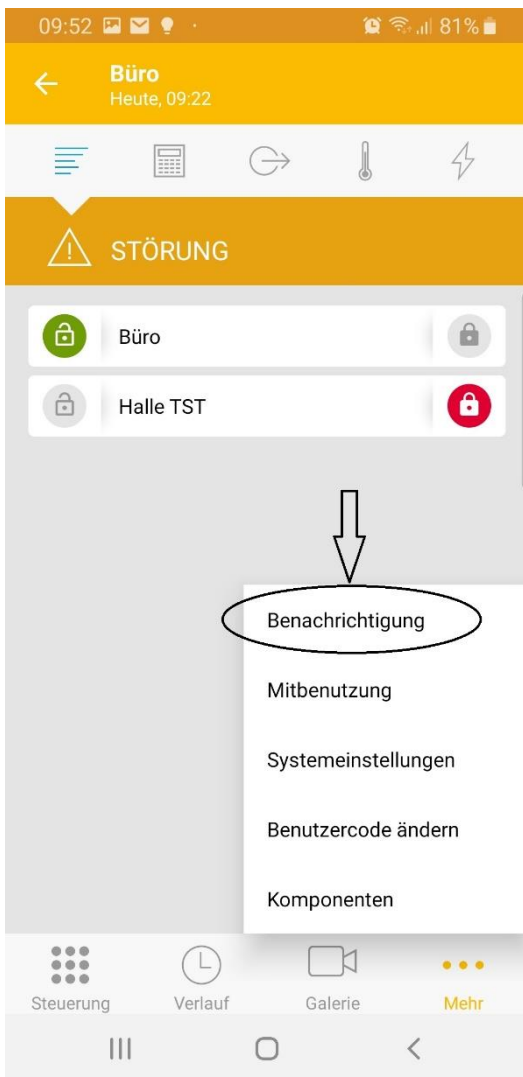 09:52
81%
Büro
Heute, 09:22
STÖRUNG
Büro
Halle TST
Benachrichtigung
Mitbenutzung
Systemeinstellungen
Benutzercode ändern
Komponenten
Steuerung Verlauf Galerie Mehr